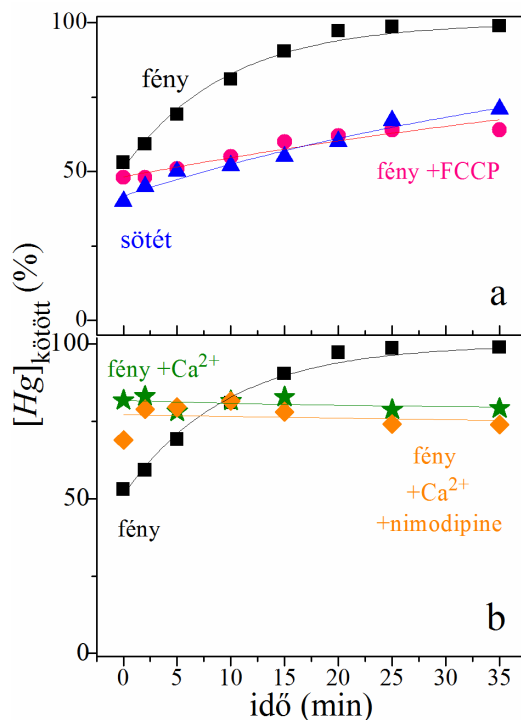 100
fény
50
fény +FCCP
sötét
0
a
[Hg]kötött (%)
100
fény +Ca2+
fény
+Ca2+
+nimodipine
50
fény
0
b
0 5 10 15 20 25 30 35
idő (min)